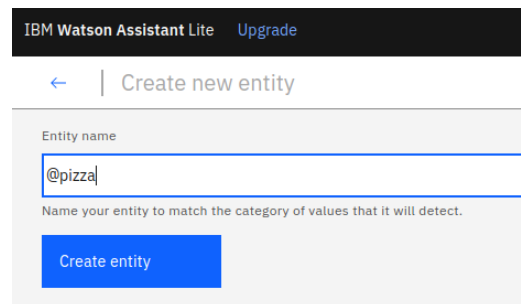 IBM Watson Assistant Lite Upgrade
← | Create new entity
Entity name
@pizza
Name your entity to match the category of values that it will detect.
Create entity